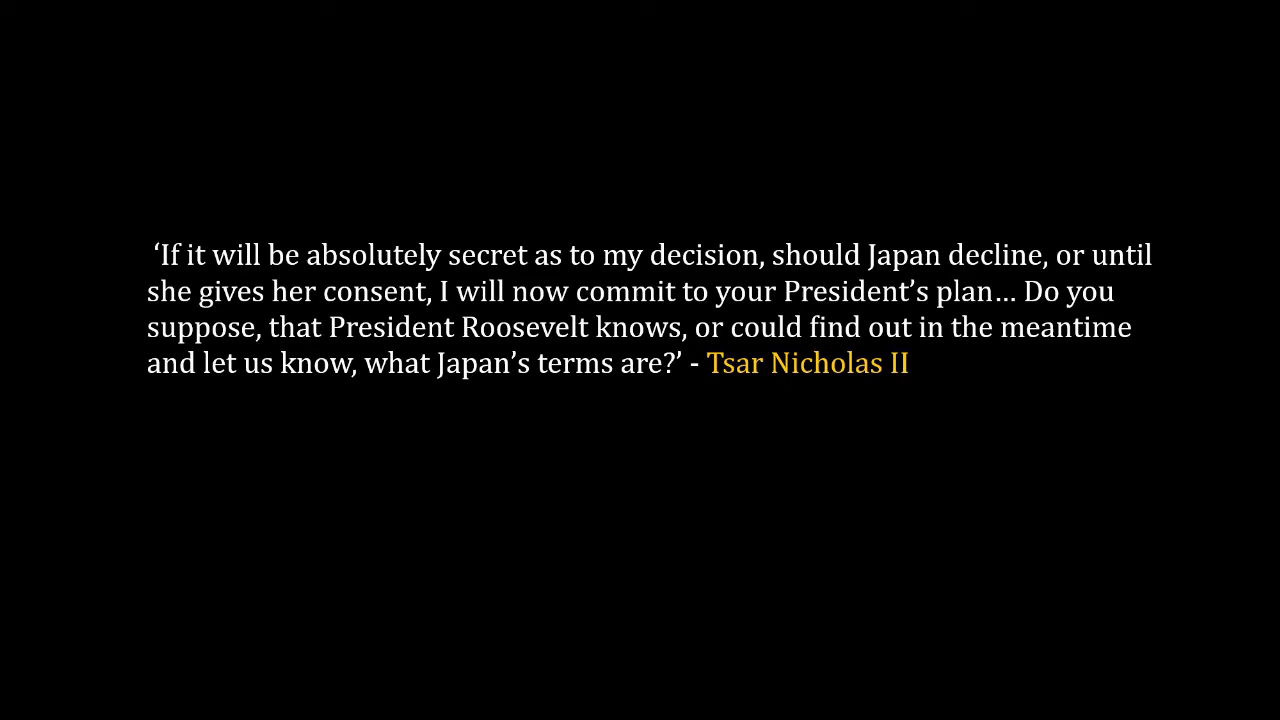 ‘If it will be absolutely secret as to my decision, should Japan decline, or until
she gives her consent, I will now commit to your President’s plan… Do you
suppose, that President Roosevelt knows, or could find out in the meantime
and let us know, what Japan’s terms are?’ - Tsar Nicholas II